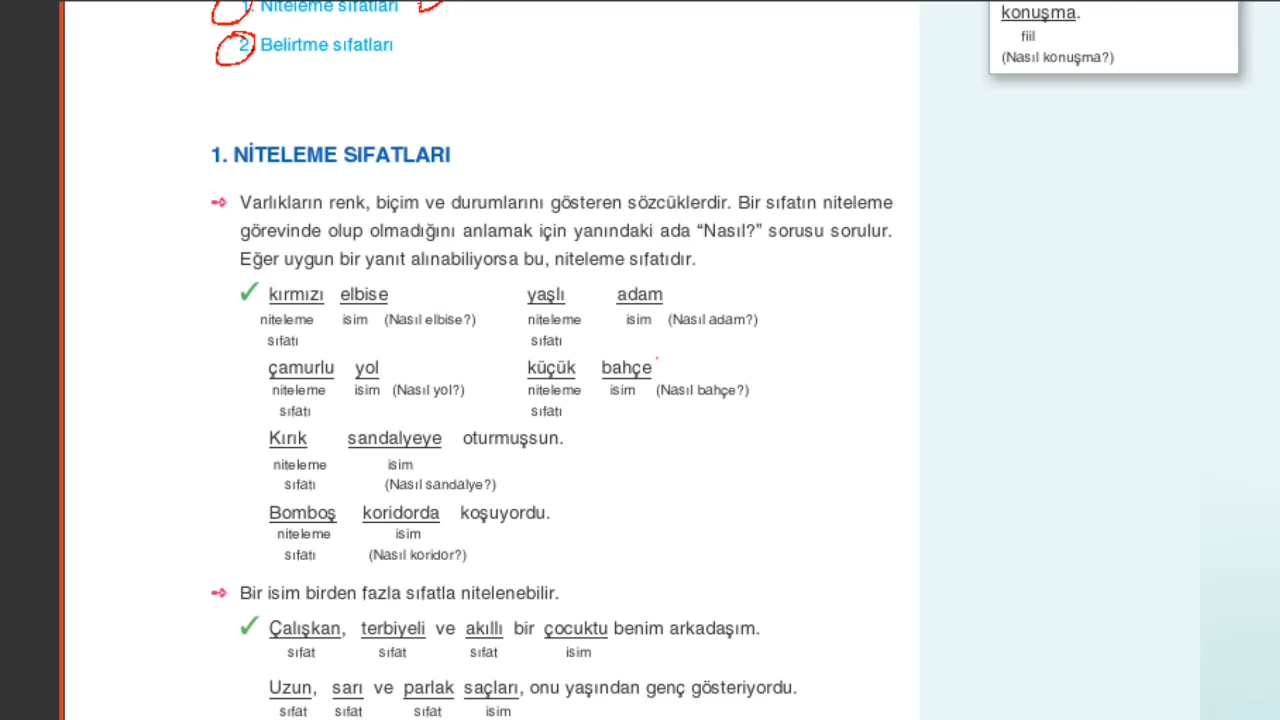 1. Niteleme sıfatları
2. Belirtme sıfatları
konuşma.
fiil
(Nasıl konuşma?)
1. NİTELEME SIFATLARI
Varlıkların renk, biçim ve durumlarını gösteren sözcüklerdir. Bir sıfatın niteleme
görevinde olup olmadığını anlamak için yanındaki ada “Nasıl?” sorusu sorulur.
Eğer uygun bir yanıt alınabiliyorsa bu, niteleme sıfatıdır.
✓ kırmızı elbise yaşlı adam
niteleme isim (Nasıl elbise?) niteleme isim (Nasıl adam?)
sıfatı sıfatı
çamurlu yol küçük bahçe
niteleme isim (Nasıl yol?) niteleme isim (Nasıl bahçe?)
sıfatı sıfatı
Kırık sandalyeye oturmuşsun.
niteleme isim
sıfatı (Nasıl sandalye?)
Bomboş koridorda koşuyordu.
niteleme isim
sıfatı (Nasıl koridor?)
Bir isim birden fazla sıfatla nitelenebilir.
✓ Çalışkan, terbiyeli ve akıllı bir çocuktu benim arkadaşım.
sıfat sıfat sıfat isim
Uzun, sarı ve parlak saçları, onu yaşından genç gösteriyordu.
sıfat sıfat sıfat isim